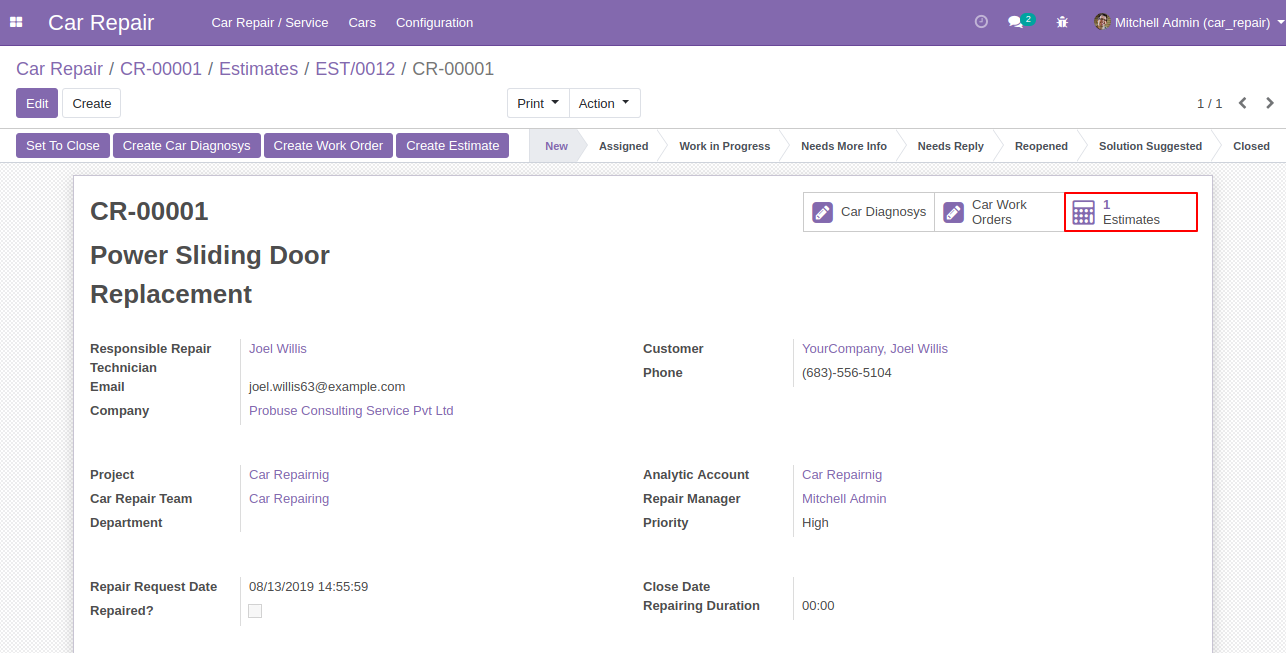 Car Repair
Car Repair / Service Cars Configuration
2
Mitchell Admin (car_repair)
Car Repair / CR-00001 / Estimates / EST/0012 / CR-00001
Edit Create
Print Action
1 / 1
Set To Close Create Car Diagnosys Create Work Order Create Estimate
New Assigned Work in Progress Needs More Info Needs Reply Reopened Solution Suggested Closed
Car Diagnosys
Car Work
Orders
1
Estimates
CR-00001
Power Sliding Door
Replacement
Responsible Repair
Technician
Joel Willis
Email joel.willis63@example.com
Company Probuse Consulting Service Pvt Ltd
Customer YourCompany, Joel Willis
Phone (683)-556-5104
Project Car Repairnig
Car Repair Team Car Repairing
Department
Analytic Account Car Repairnig
Repair Manager Mitchell Admin
Priority High
Repair Request Date 08/13/2019 14:55:59
Repaired?
Close Date
Repairing Duration 00:00